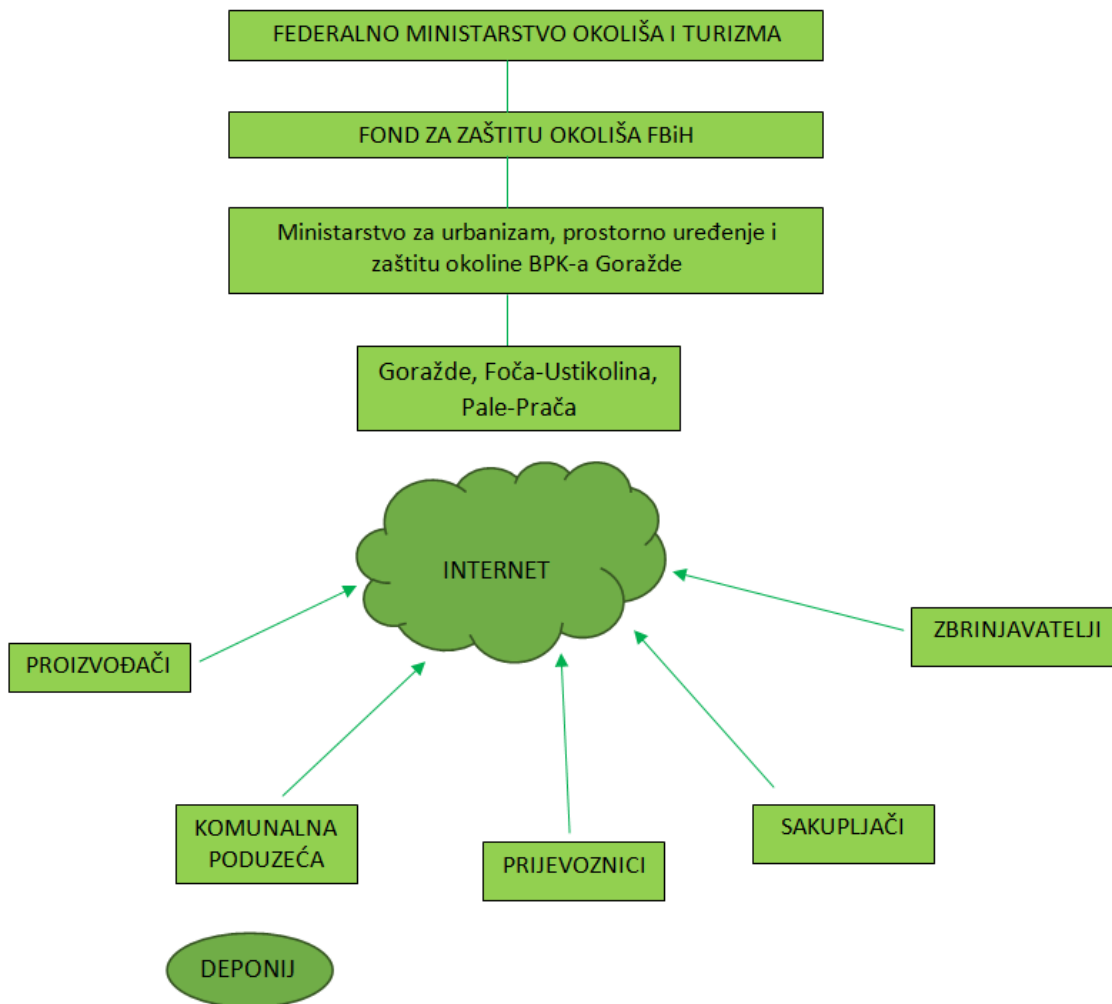 FEDERALNO MINISTARSTVO OKOLIŠA I TURIZMA
FOND ZA ZAŠTITU OKOLIŠA FBiH
Ministarstvo za urbanizam, prostorno uređenje i
zaštitu okoline BPK-a Goražde
Goražde, Foča-Ustikolina,
Pale-Prača
INTERNET
ZBRINJAVATELJI
PROIZVOĐAČI
KOMUNALNA
PODUZEĆA
PRIJEVOZNICI
SAKUPLJAČI
DEPONIJ